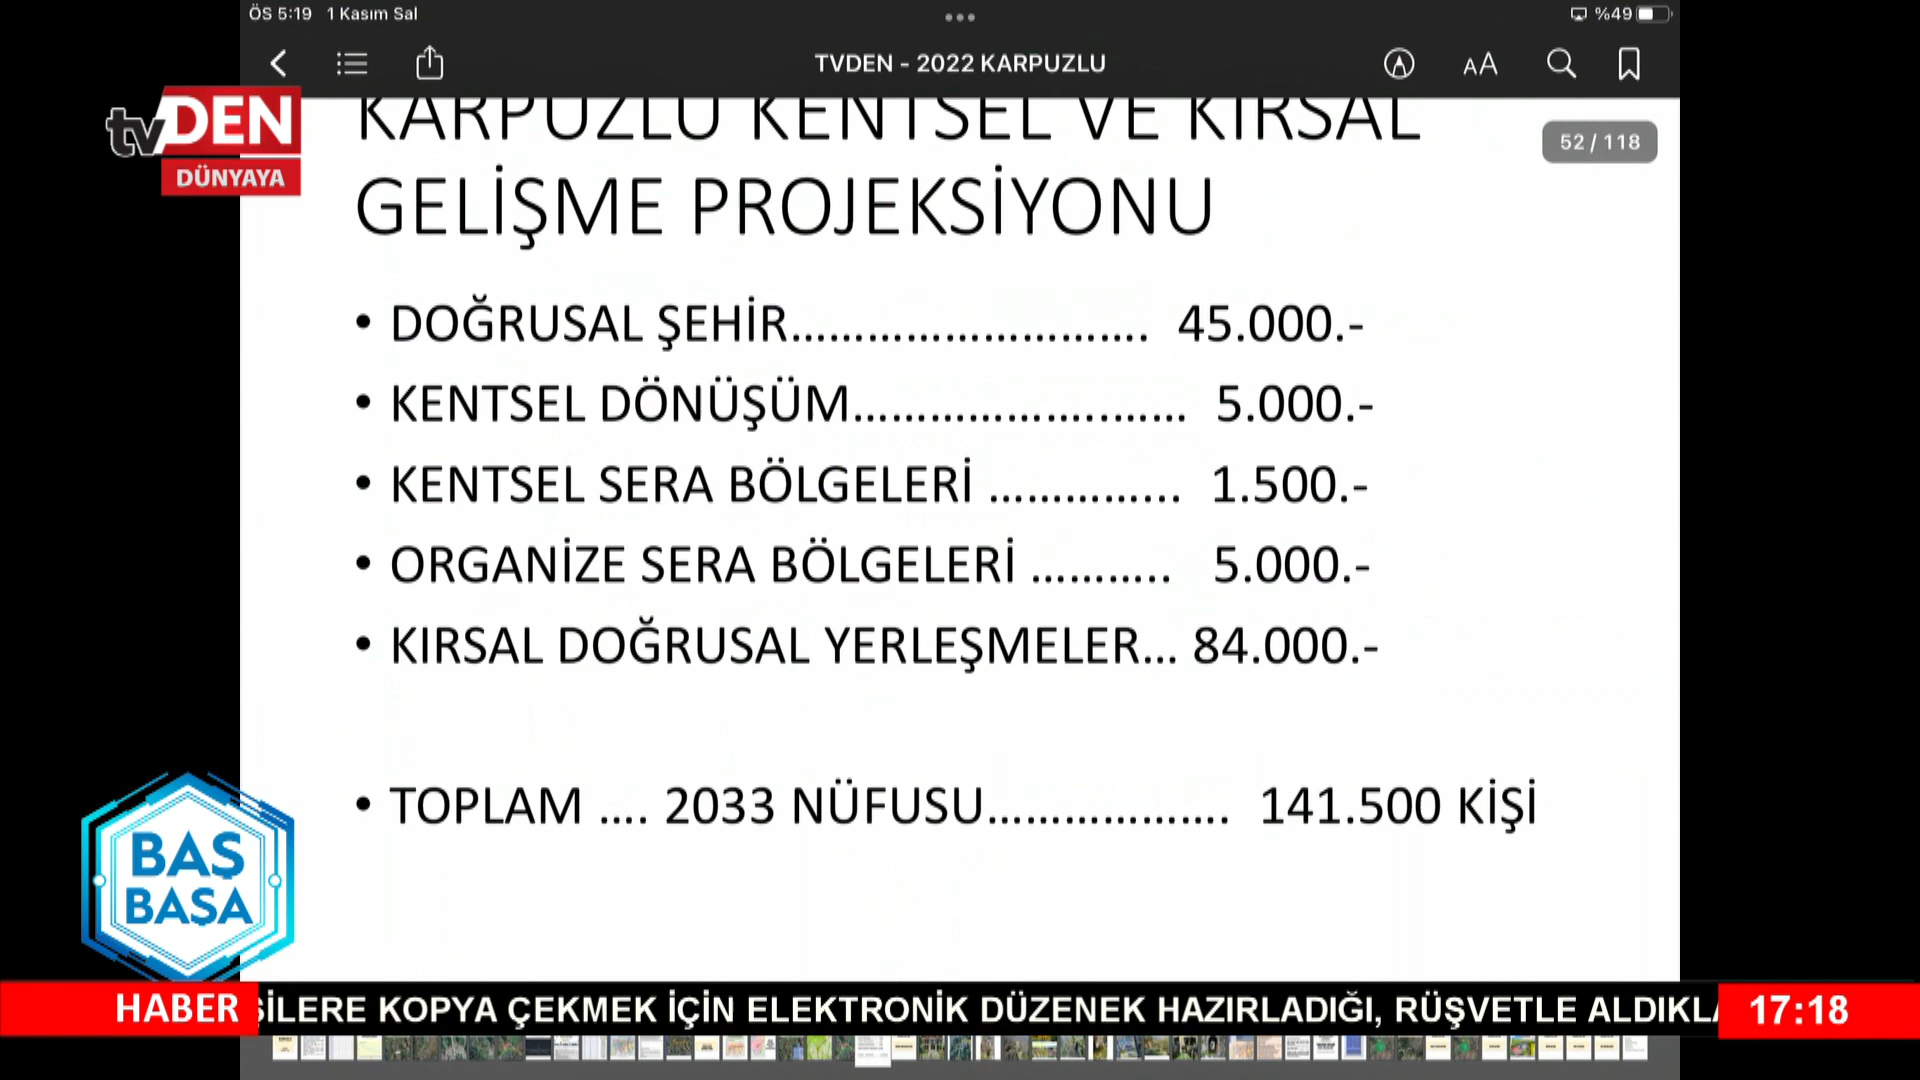 ÖS 5:19 1 Kasım Sal
%49
TVDEN - 2022 KARPUZLU
AA
tvDEN
DÜNYAYA
KARPUZLU KENTSEL VE KIRSAL
GELİŞME PROJEKSİYONU
52 / 118
• DOĞRUSAL ŞEHİR............................ 45.000.-
• KENTSEL DÖNÜŞÜM.......................... 5.000.-
• KENTSEL SERA BÖLGELERİ ............... 1.500.-
• ORGANİZE SERA BÖLGELERİ ........... 5.000.-
• KIRSAL DOĞRUSAL YERLEŞMELER... 84.000.-
• TOPLAM .... 2033 NÜFUSU................... 141.500 KİŞİ
BAŞ
BAŞA
HABER
ŞİLERE KOPYA ÇEKMEK İÇİN ELEKTRONİK DÜZENEK HAZIRLADIĞI, RÜŞVETLE ALDIKLA
17:18